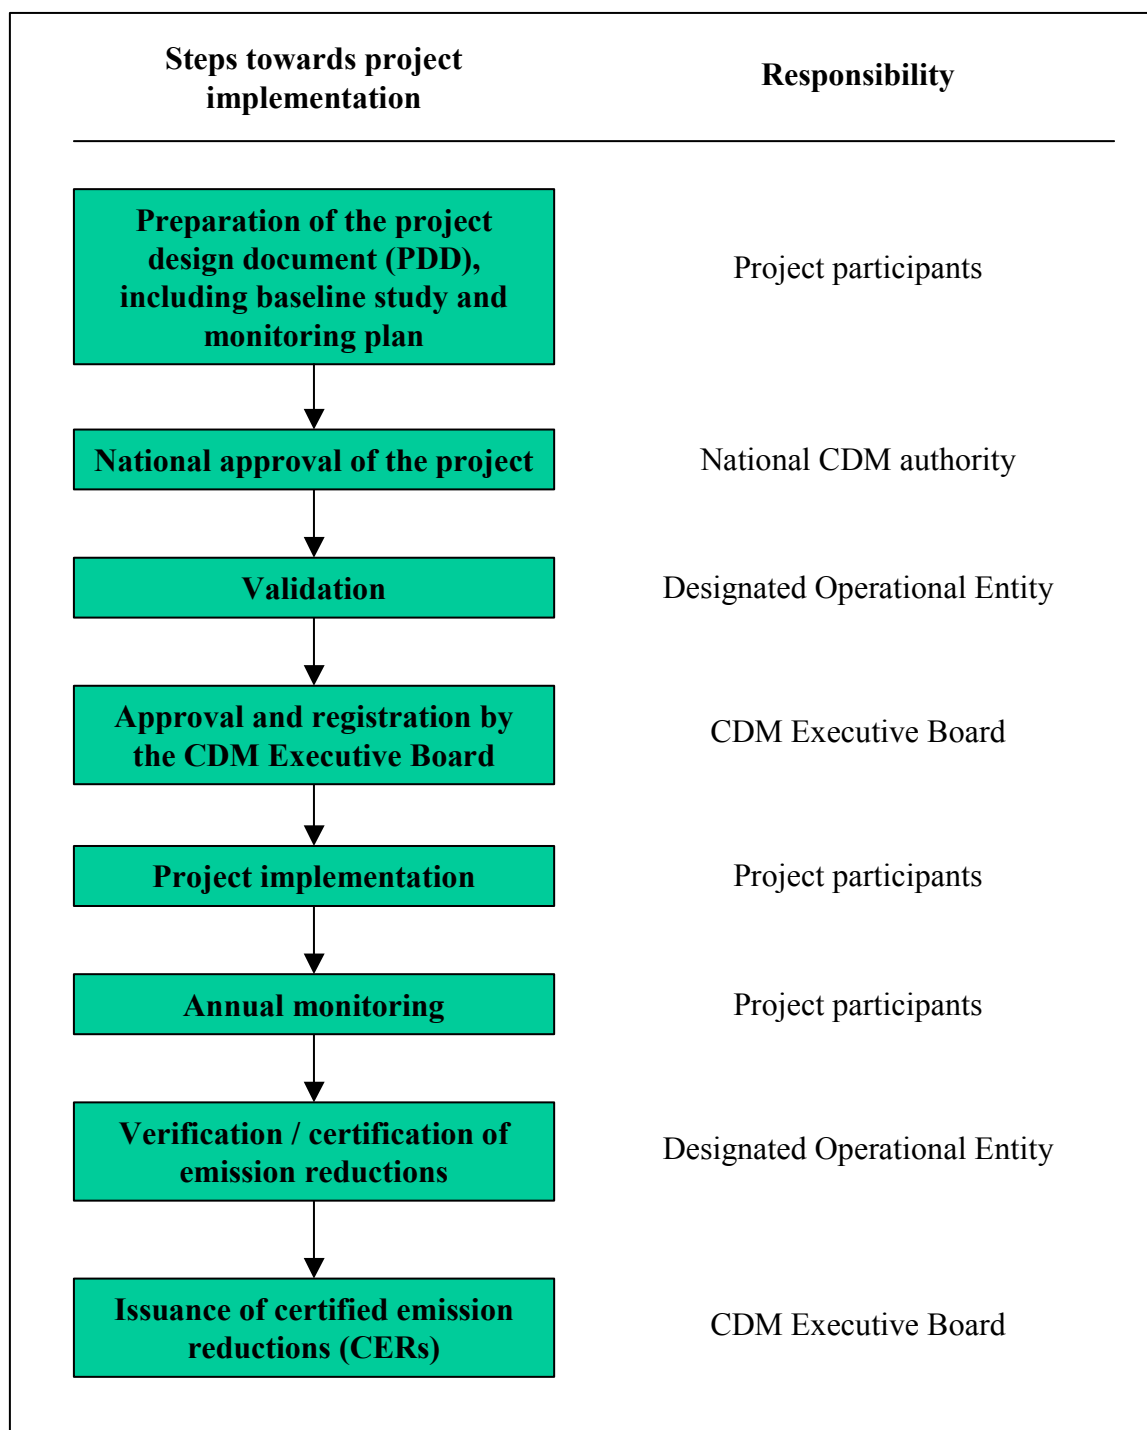 Steps towards project
implementation
Responsibility
Preparation of the project
design document (PDD),
including baseline study and
monitoring plan
Project participants
National approval of the project
National CDM authority
Validation
Designated Operational Entity
Approval and registration by
the CDM Executive Board
CDM Executive Board
Project implementation
Project participants
Annual monitoring
Project participants
Verification / certification of
emission reductions
Designated Operational Entity
Issuance of certified emission
reductions (CERs)
CDM Executive Board